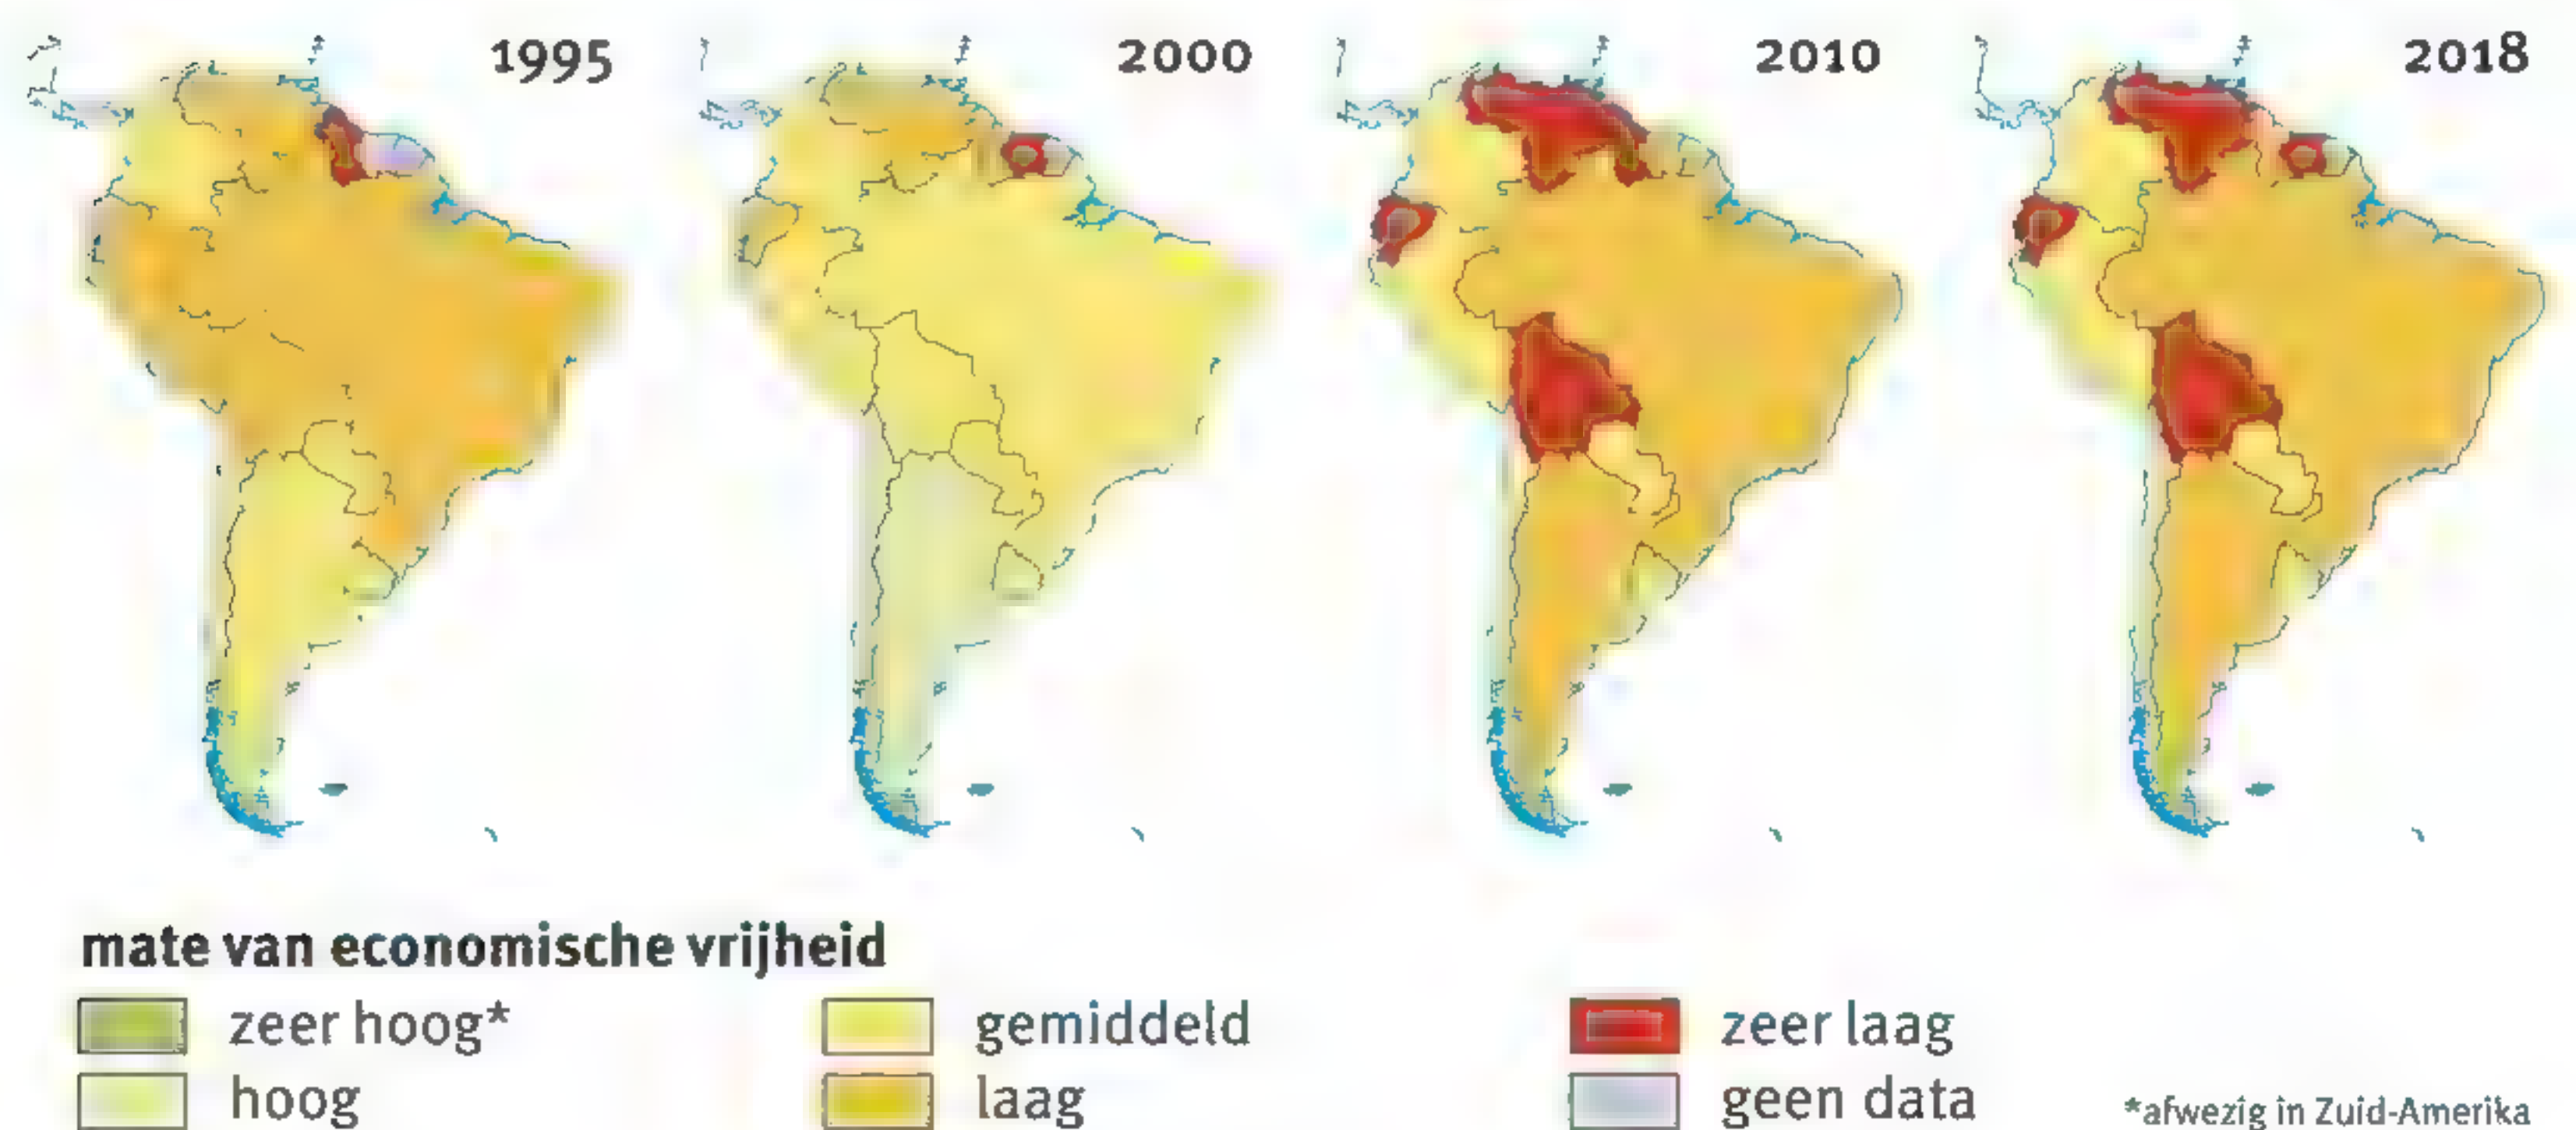 1995 2000 2010 2018
mate van economische vrijheid
zeer hoog* gemiddeld zeer laag
hoog laag geen data
*afwezig in Zuid-Amerika